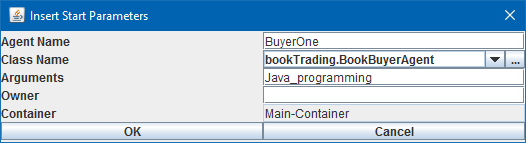 Insert Start Parameters
Agent Name BuyerOne
Class Name bookTrading.BookBuyerAgent ...
Arguments Java_programming
Owner
Container Main-Container
OK Cancel